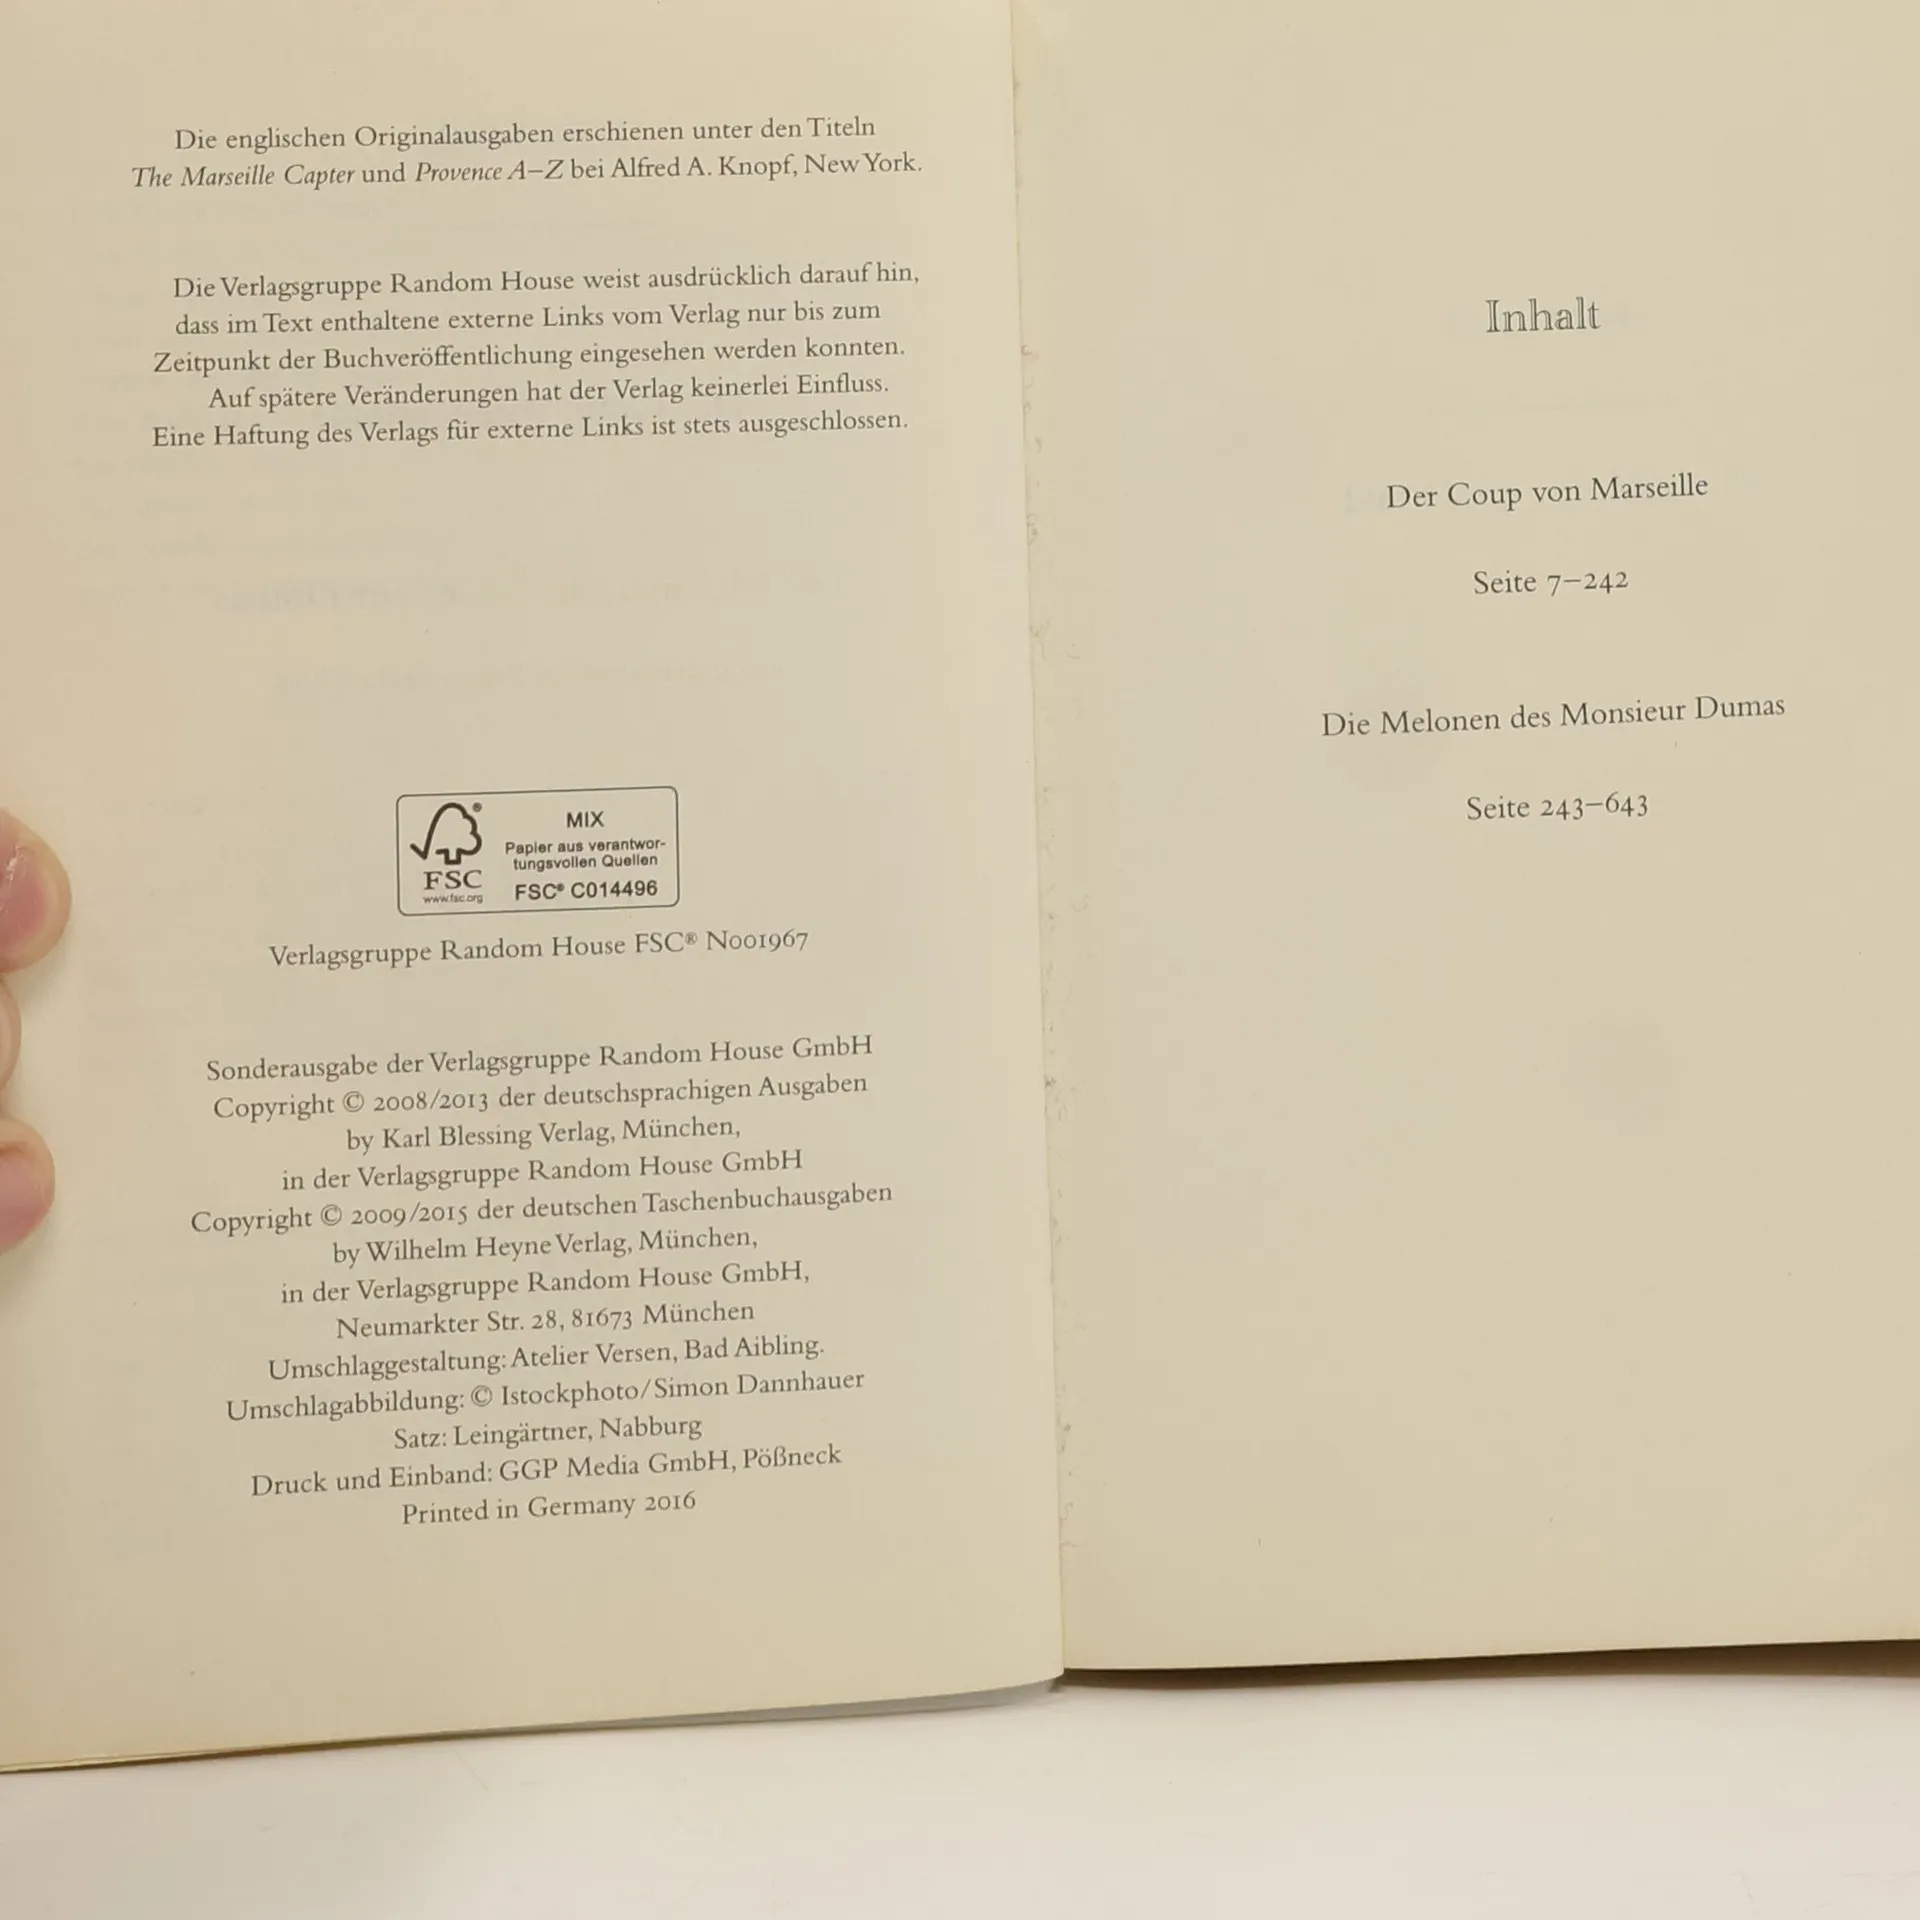 Die englischen Originalausgaben erschienen unter den Titeln
The Marseille Capter und Provence A–Z bei Alfred A. Knopf, New York.
Die Verlagsgruppe Random House weist ausdrücklich darauf hin,
dass im Text enthaltene externe Links vom Verlag nur bis zum
Zeitpunkt der Buchveröffentlichung eingesehen werden konnten.
Auf spätere Veränderungen hat der Verlag keinerlei Einfluss.
Eine Haftung des Verlags für externe Links ist stets ausgeschlossen.
MIX
Papier aus verantwor-
tungsvollen Quellen
FSC® C014496
FSC
www.fsc.org
Verlagsgruppe Random House FSC® N001967
Sonderausgabe der Verlagsgruppe Random House GmbH
Copyright © 2008/2013 der deutschsprachigen Ausgaben
by Karl Blessing Verlag, München,
in der Verlagsgruppe Random House GmbH
Copyright © 2009/2015 der deutschen Taschenbuchausgaben
by Wilhelm Heyne Verlag, München,
in der Verlagsgruppe Random House GmbH,
Neumarkter Str. 28, 81673 München
Umschlaggestaltung: Atelier Versen, Bad Aibling.
Umschlagabbildung: © Istockphoto/Simon Dannhauer
Satz: Leingärtner, Nabburg
Druck und Einband: GGP Media GmbH, Pößneck
Printed in Germany 2016
Inhalt
Der Coup von Marseille
Seite 7–242
Die Melonen des Monsieur Dumas
Seite 243–643